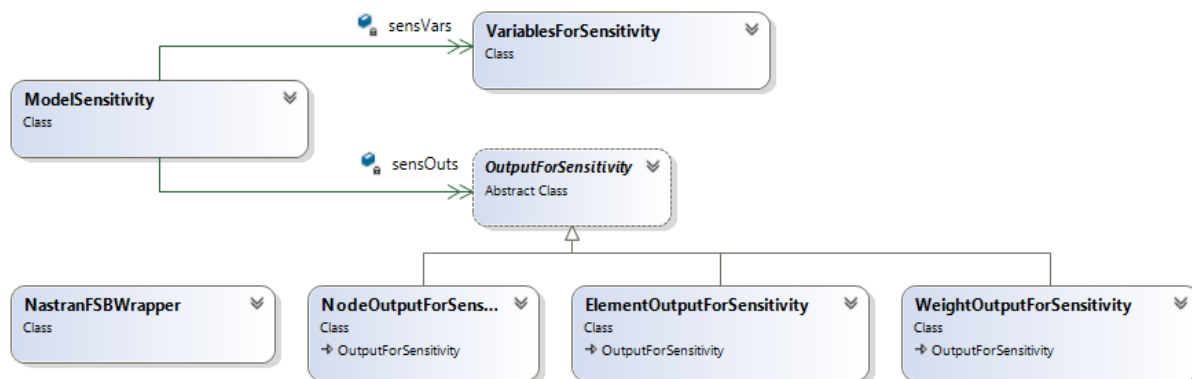 sensVars
VariablesForSensitivity
Class
ModelSensitivity
Class
sensOuts
OutputForSensitivity
Abstract Class
NastranFSBWrapper
Class
NodeOutputForSens...
Class
OutputForSensitivity
ElementOutputForSensitivity
Class
OutputForSensitivity
WeightOutputForSensitivity
Class
OutputForSensitivity